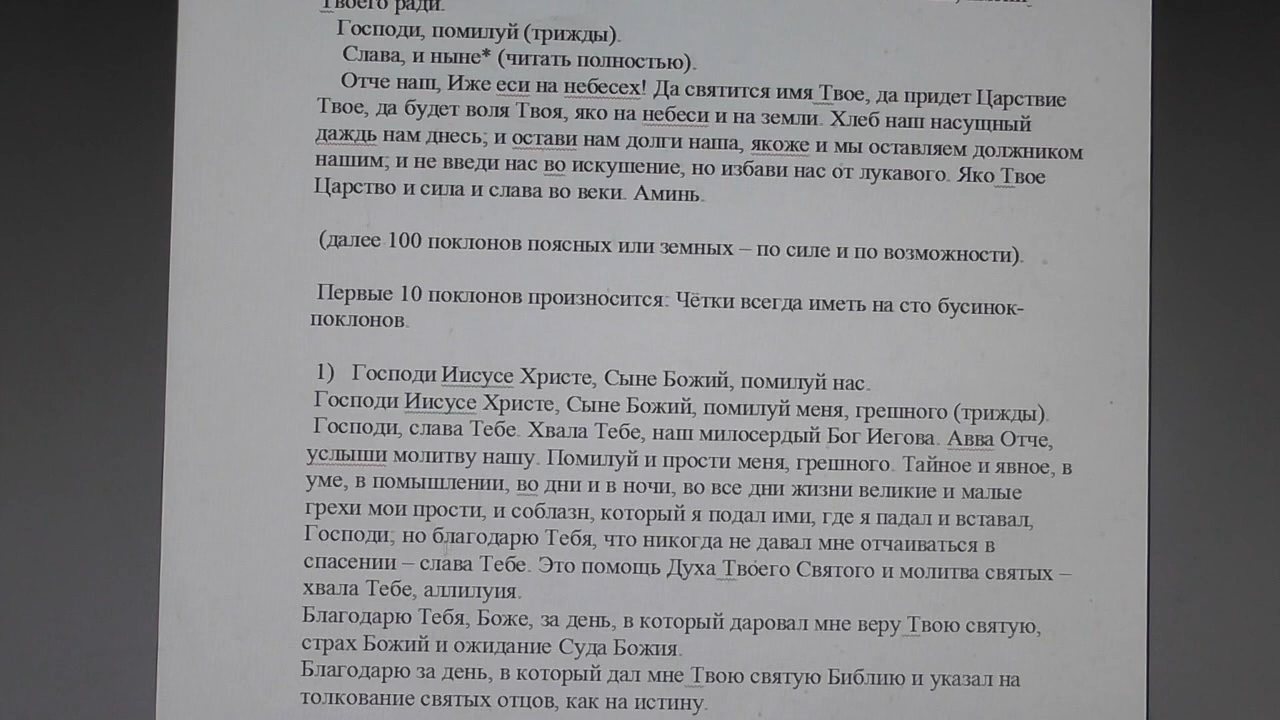 Твоего ради.
Господи, помилуй (трижды).
Слава, и ныне* (читать полностью).
Отче наш, Иже еси на небесех! Да святится имя Твое, да придет Царствие
Твое, да будет воля Твоя, яко на небеси и на земли. Хлеб наш насущный
даждь нам днесь; и остави нам долги наша, якоже и мы оставляем должником
нашим; и не введи нас во искушение, но избави нас от лукавого. Яко Твое
Царство и сила и слава во веки. Аминь.
(далее 100 поклонов поясных или земных – по силе и по возможности).
Первые 10 поклонов произносится: Чётки всегда иметь на сто бусинок-
поклонов.
1) Господи Иисусе Христе, Сыне Божий, помилуй нас.
Господи Иисусе Христе, Сыне Божий, помилуй меня, грешного (трижды).
Господи, слава Тебе. Хвала Тебе, наш милосердый Бог Иегова. Авва Отче,
услыши молитву нашу. Помилуй и прости меня, грешного. Тайное и явное, в
уме, в помышлении, во дни и в ночи, во все дни жизни великие и малые
грехи мои прости, и соблазн, который я подал ими, где я падал и вставал,
Господи; но благодарю Тебя, что никогда не давал мне отчаиваться в
спасении – слава Тебе. Это помощь Духа Твоего Святого и молитва святых –
хвала Тебе, аллилуия.
Благодарю Тебя, Боже, за день, в который даровал мне веру Твою святую,
страх Божий и ожидание Суда Божия.
Благодарю за день, в который дал мне Твою святую Библию и указал на
толкование святых отцов, как на истину.